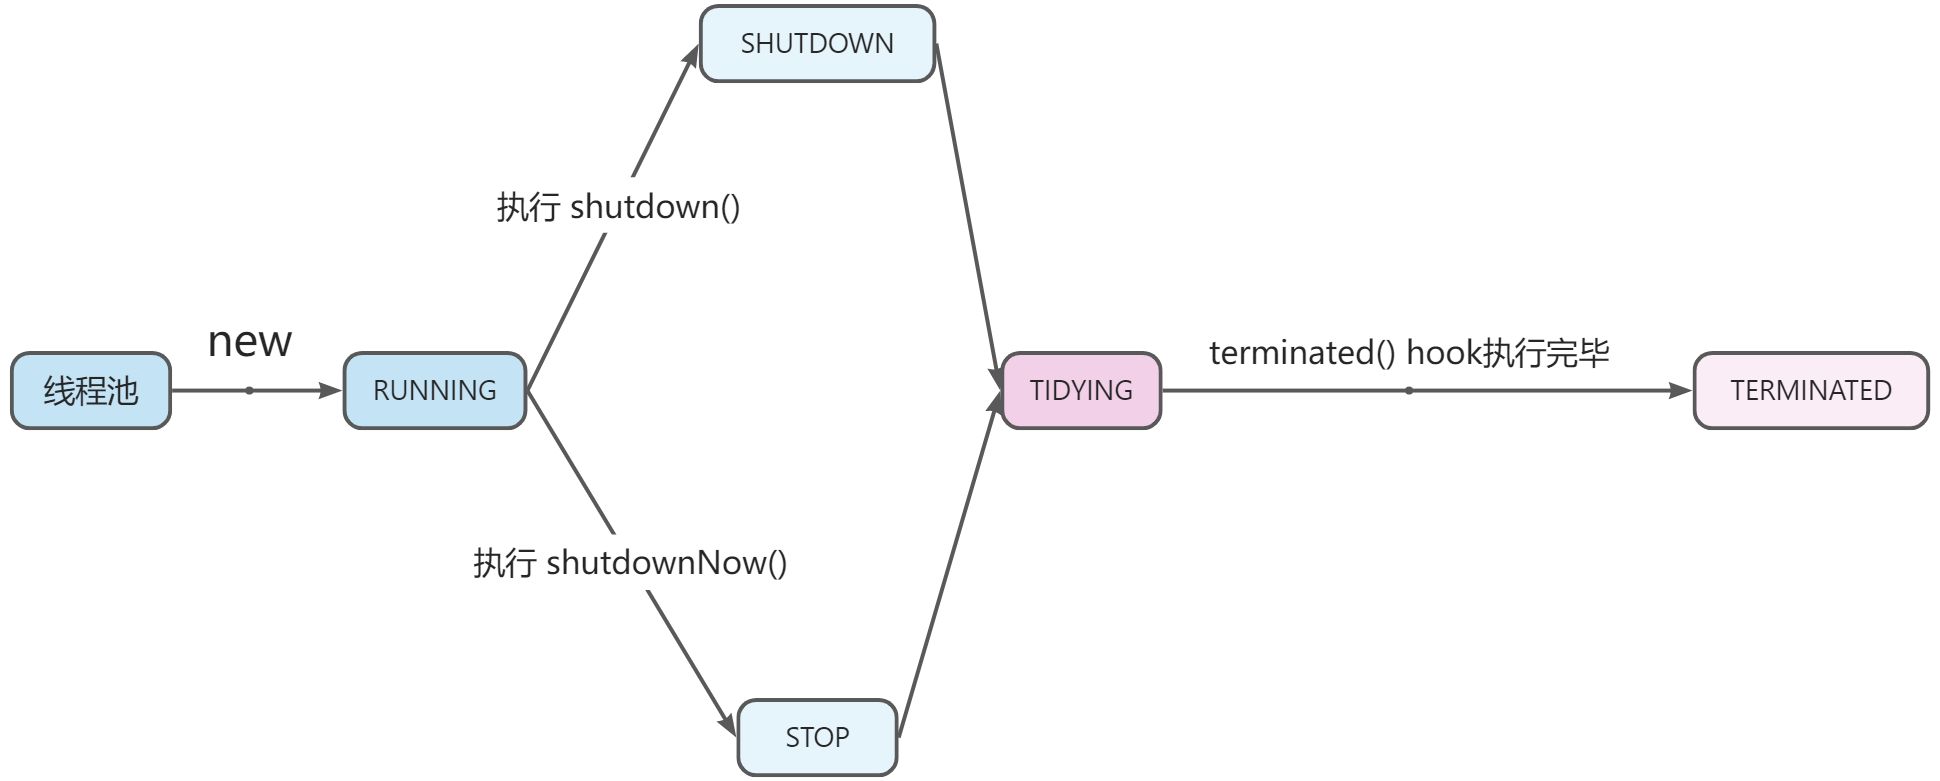 SHUTDOWN
执行 shutdown()
线程池
new
RUNNING
TIDYING
terminated() hook执行完毕
TERMINATED
执行 shutdownNow()
STOP